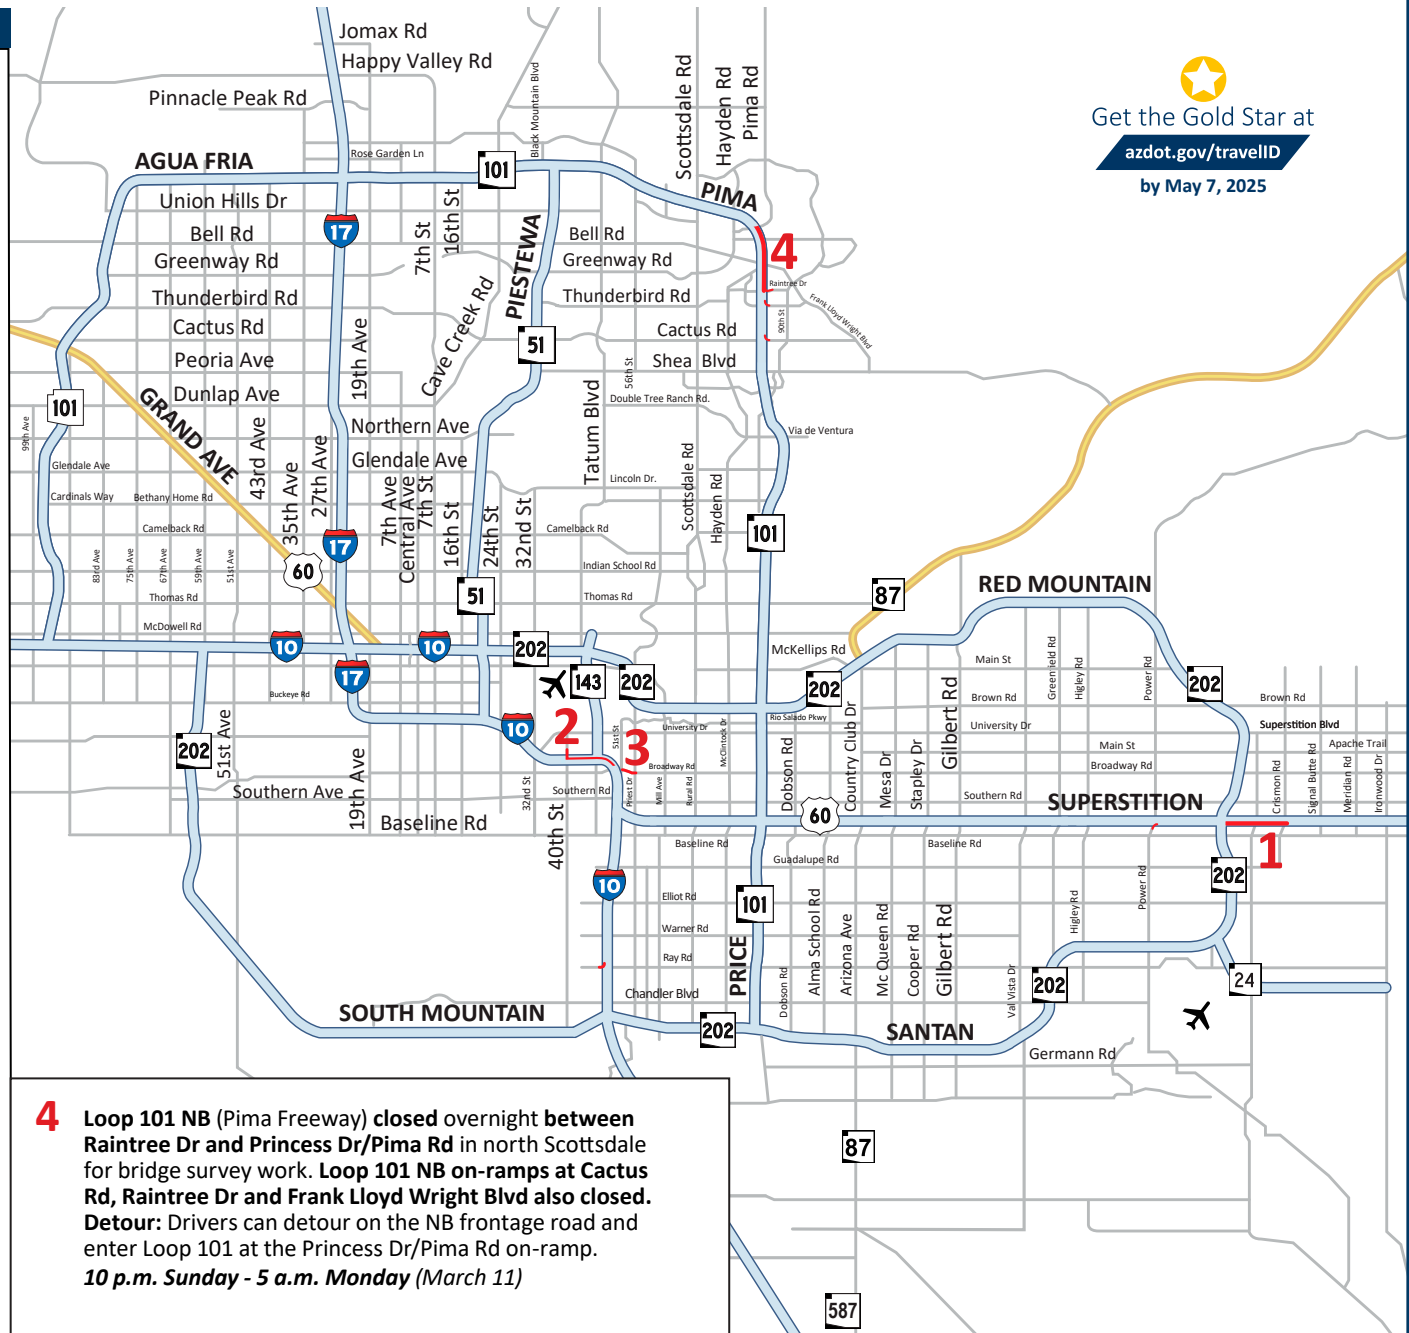 Jomax Rd
Happy Valley Rd
Pinnacle Peak Rd
Black Mountain Blvd
Scottsdale Rd
Hayden Rd
Pima Rd
Get the Gold Star at
azdot.gov/travelID
by May 7, 2025
Rose Garden Ln
AGUA FRIA
101
PIMA
Union Hills Dr
17
7th St
16th St
PIESTEWA
Bell Rd
Bell Rd
4
Greenway Rd
Greenway Rd
Raintree Dr
Thunderbird Rd
Thunderbird Rd
Frank Lloyd Wright Blvd
90th St
Cactus Rd
Cactus Rd
19th Ave
Cave Creek Rd
51
Peoria Ave
56th St
Shea Blvd
Dunlap Ave
101
GRAND AVE
Tatum Blvd
Double Tree Ranch Rd.
99th Ave
43rd Ave
Northern Ave
Via de Ventura
35th Ave
27th Ave
Glendale Ave
Glendale Ave
Scottsdale Rd
Hayden Rd
Lincoln Dr.
Cardinals Way
Bethany Home Rd
7th Ave
Central Ave
7th St
16th St
24th St
32nd St
Camelback Rd
Camelback Rd
17
101
83rd Ave
75th Ave
67th Ave
59th Ave
51st Ave
60
Indian School Rd
RED MOUNTAIN
87
51
Thomas Rd
Thomas Rd
McDowell Rd
10
10
202
McKellips Rd
Main St
Greenfield Rd
Higley Rd
Power Rd
17
143
202
202
202
Buckeye Rd
Gilbert Rd
Brown Rd
Brown Rd
10
2
51st St
3
University Dr
McClintock Dr
Rio Salado Pkwy
University Dr
Superstition Blvd
202
51st Ave
Dobson Rd
Country Club Dr
Mesa Dr
Stapley Dr
Main St
Apache Trail
Broadway Rd
Broadway Rd
Crismon Rd
Signal Butte Rd
Meridian Rd
Ironwood Dr
19th Ave
Southern Ave
32nd St
Southern Rd
Priest Dr
Mill Ave
Rural Rd
Southern Rd
SUPERSTITION
Baseline Rd
40th St
60
1
Baseline Rd
Baseline Rd
Guadalupe Rd
10
202
Elliot Rd
101
Alma School Rd
Arizona Ave
Mc Queen Rd
Cooper Rd
Gilbert Rd
Higley Rd
Power Rd
Warner Rd
PRICE
Ray Rd
Dobson Rd
Val Vista Dr
202
24
Chandler Blvd
SOUTH MOUNTAIN
202
SANTAN
Germann Rd
4 Loop 101 NB (Pima Freeway) closed overnight between
Raintree Dr and Princess Dr/Pima Rd in north Scottsdale
for bridge survey work. Loop 101 NB on-ramps at Cactus
Rd, Raintree Dr and Frank Lloyd Wright Blvd also closed.
Detour: Drivers can detour on the NB frontage road and
enter Loop 101 at the Princess Dr/Pima Rd on-ramp.
10 p.m. Sunday - 5 a.m. Monday (March 11)
87
587